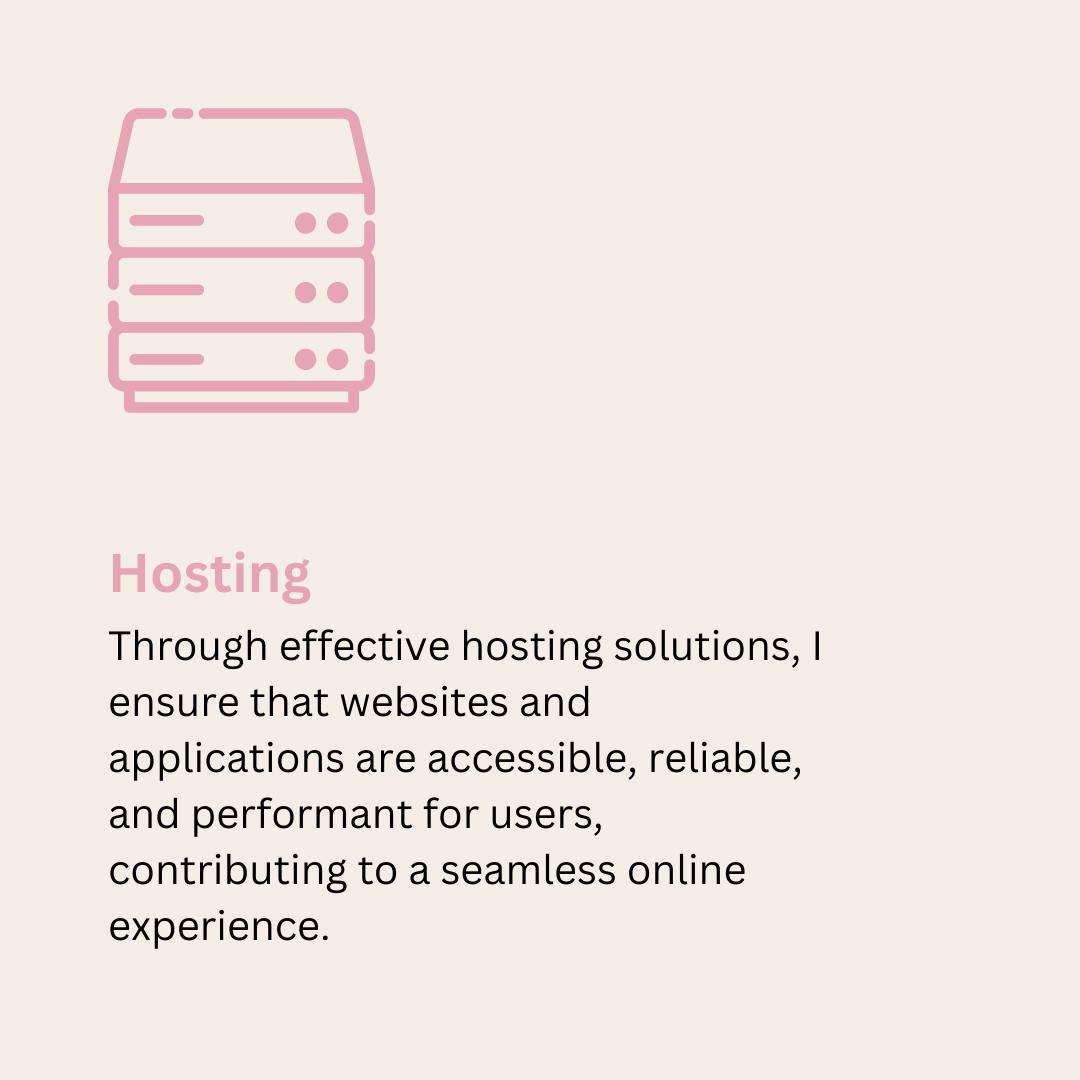 Hosting
Through effective hosting solutions, I
ensure that websites and
applications are accessible, reliable,
and performant for users,
contributing to a seamless online
experience.